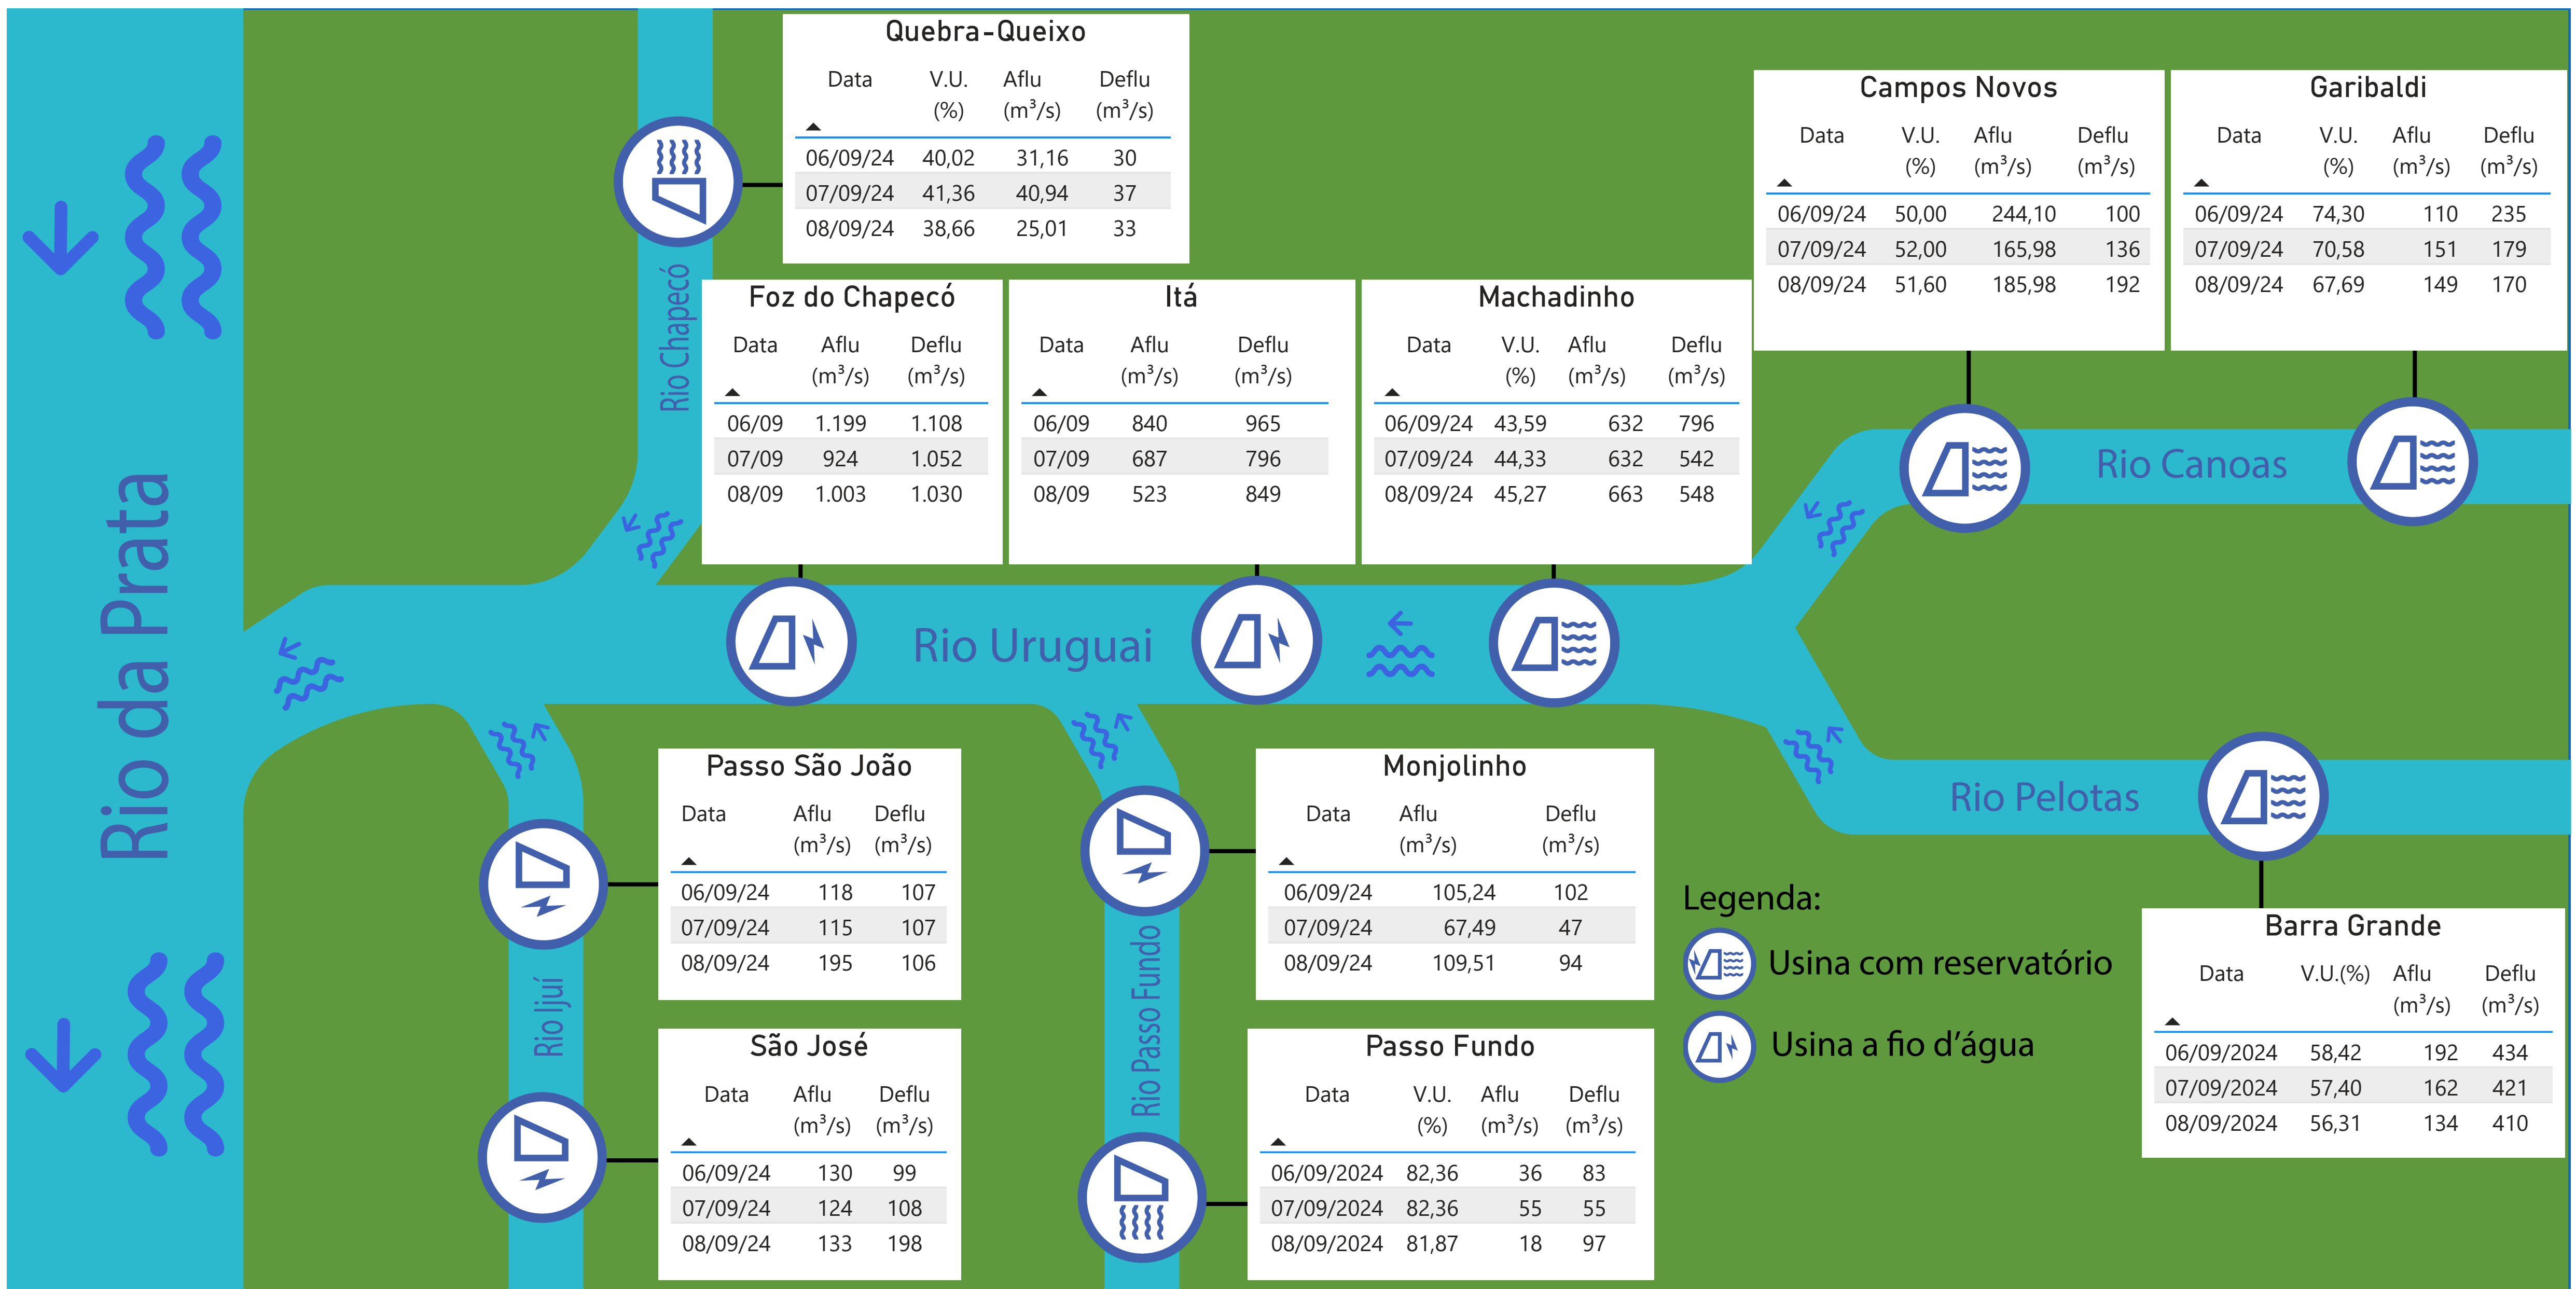 Rio da Prata
Quebra-Queixo
Data V.U. (%) Aflu (m³/s) Deflu (m³/s)
06/09/24 40,02 31,16 30
07/09/24 41,36 40,94 37
08/09/24 38,66 25,01 33
Rio Chapecó
Campos Novos
Data V.U. (%) Aflu (m³/s) Deflu (m³/s)
06/09/24 50,00 244,10 100
07/09/24 52,00 165,98 136
08/09/24 51,60 185,98 192
Garibaldi
Data V.U. (%) Aflu (m³/s) Deflu (m³/s)
06/09/24 74,30 110 235
07/09/24 70,58 151 179
08/09/24 67,69 149 170
Foz do Chapecó
Data Aflu (m³/s) Deflu (m³/s)
06/09 1.199 1.108
07/09 924 1.052
08/09 1.003 1.030
Itá
Data Aflu (m³/s) Deflu (m³/s)
06/09 840 965
07/09 687 796
08/09 523 849
Machadinho
Data V.U. (%) Aflu (m³/s) Deflu (m³/s)
06/09/24 43,59 632 796
07/09/24 44,33 632 542
08/09/24 45,27 663 548
Rio Canoas
Rio Uruguai
Rio Pelotas
Passo São João
Data Aflu (m³/s) Deflu (m³/s)
06/09/24 118 107
07/09/24 115 107
08/09/24 195 106
Rio Ijuí
São José
Data Aflu (m³/s) Deflu (m³/s)
06/09/24 130 99
07/09/24 124 108
08/09/24 133 198
Monjolinho
Data Aflu (m³/s) Deflu (m³/s)
06/09/24 105,24 102
07/09/24 67,49 47
08/09/24 109,51 94
Rio Passo Fundo
Passo Fundo
Data V.U. (%) Aflu (m³/s) Deflu (m³/s)
06/09/2024 82,36 36 83
07/09/2024 82,36 55 55
08/09/2024 81,87 18 97
Legenda:
Usina com reservatório
Usina a fio d’água
Barra Grande
Data V.U.(%) Aflu (m³/s) Deflu (m³/s)
06/09/2024 58,42 192 434
07/09/2024 57,40 162 421
08/09/2024 56,31 134 410